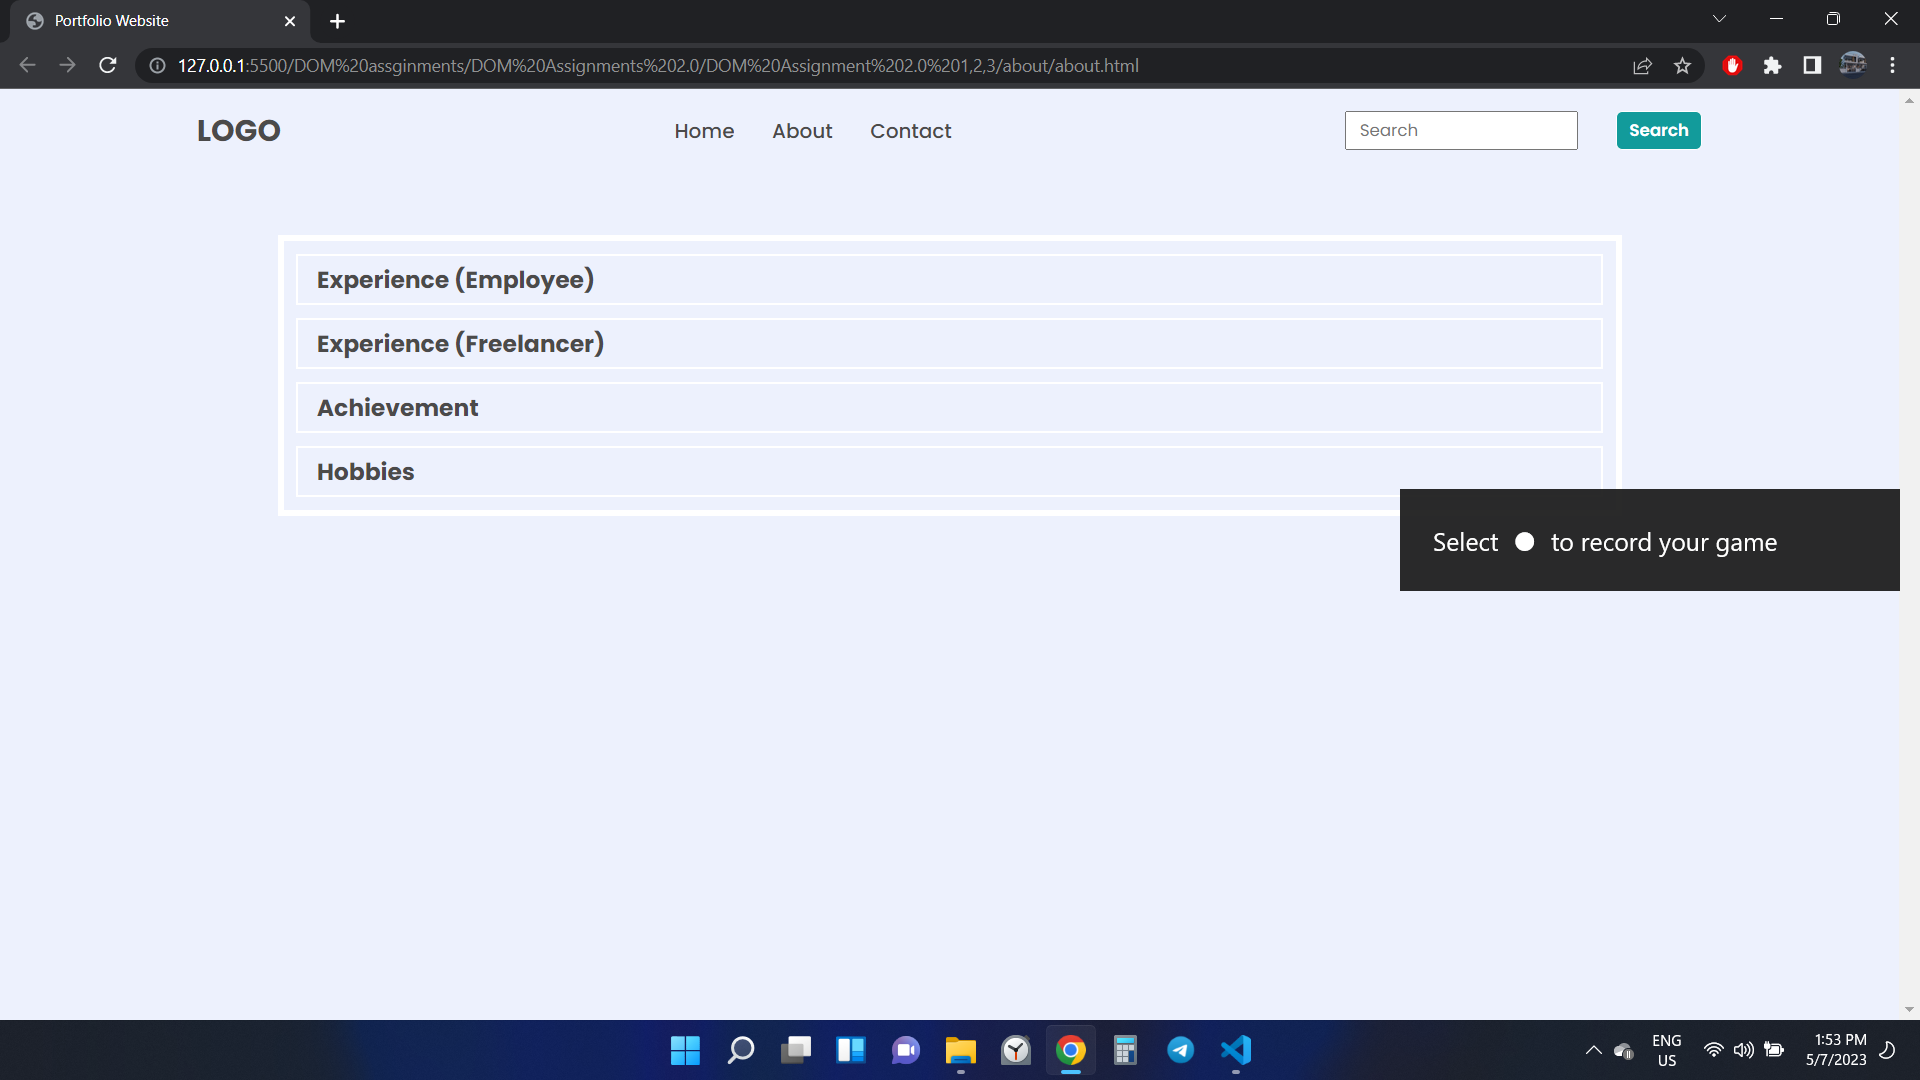 Portfolio Website
127.0.0.1:5500/DOM%20assginments/DOM%20Assignments%202.0/DOM%20Assignment%202.0%201,2,3/about/about.html
LOGO Home About Contact Search Search
Experience (Employee)
Experience (Freelancer)
Achievement
Hobbies
Select to record your game
ENG
US
1:53 PM
5/7/2023